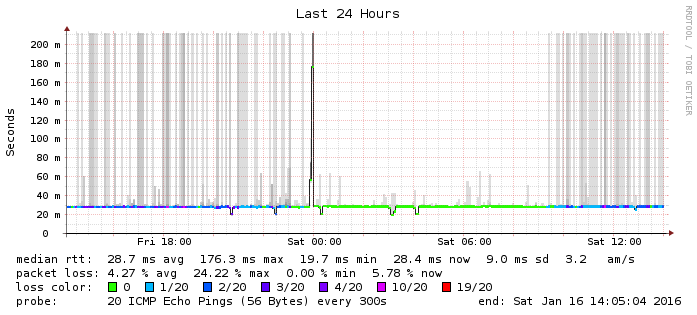 Last 24 Hours
RRDTOOL / TOBI OETIKER
Seconds
200 m
180 m
160 m
140 m
120 m
100 m
80 m
60 m
40 m
20 m
0
Fri 18:00 Sat 00:00 Sat 06:00 Sat 12:00
median rtt: 28.7 ms avg 176.3 ms max 19.7 ms min 28.4 ms now 9.0 ms sd 3.2 am/s
packet loss: 4.27 % avg 24.22 % max 0.00 % min 5.78 % now
loss color: 0 1/20 2/20 3/20 4/20 10/20 19/20
probe: 20 ICMP Echo Pings (56 Bytes) every 300s end: Sat Jan 16 14:05:04 2016